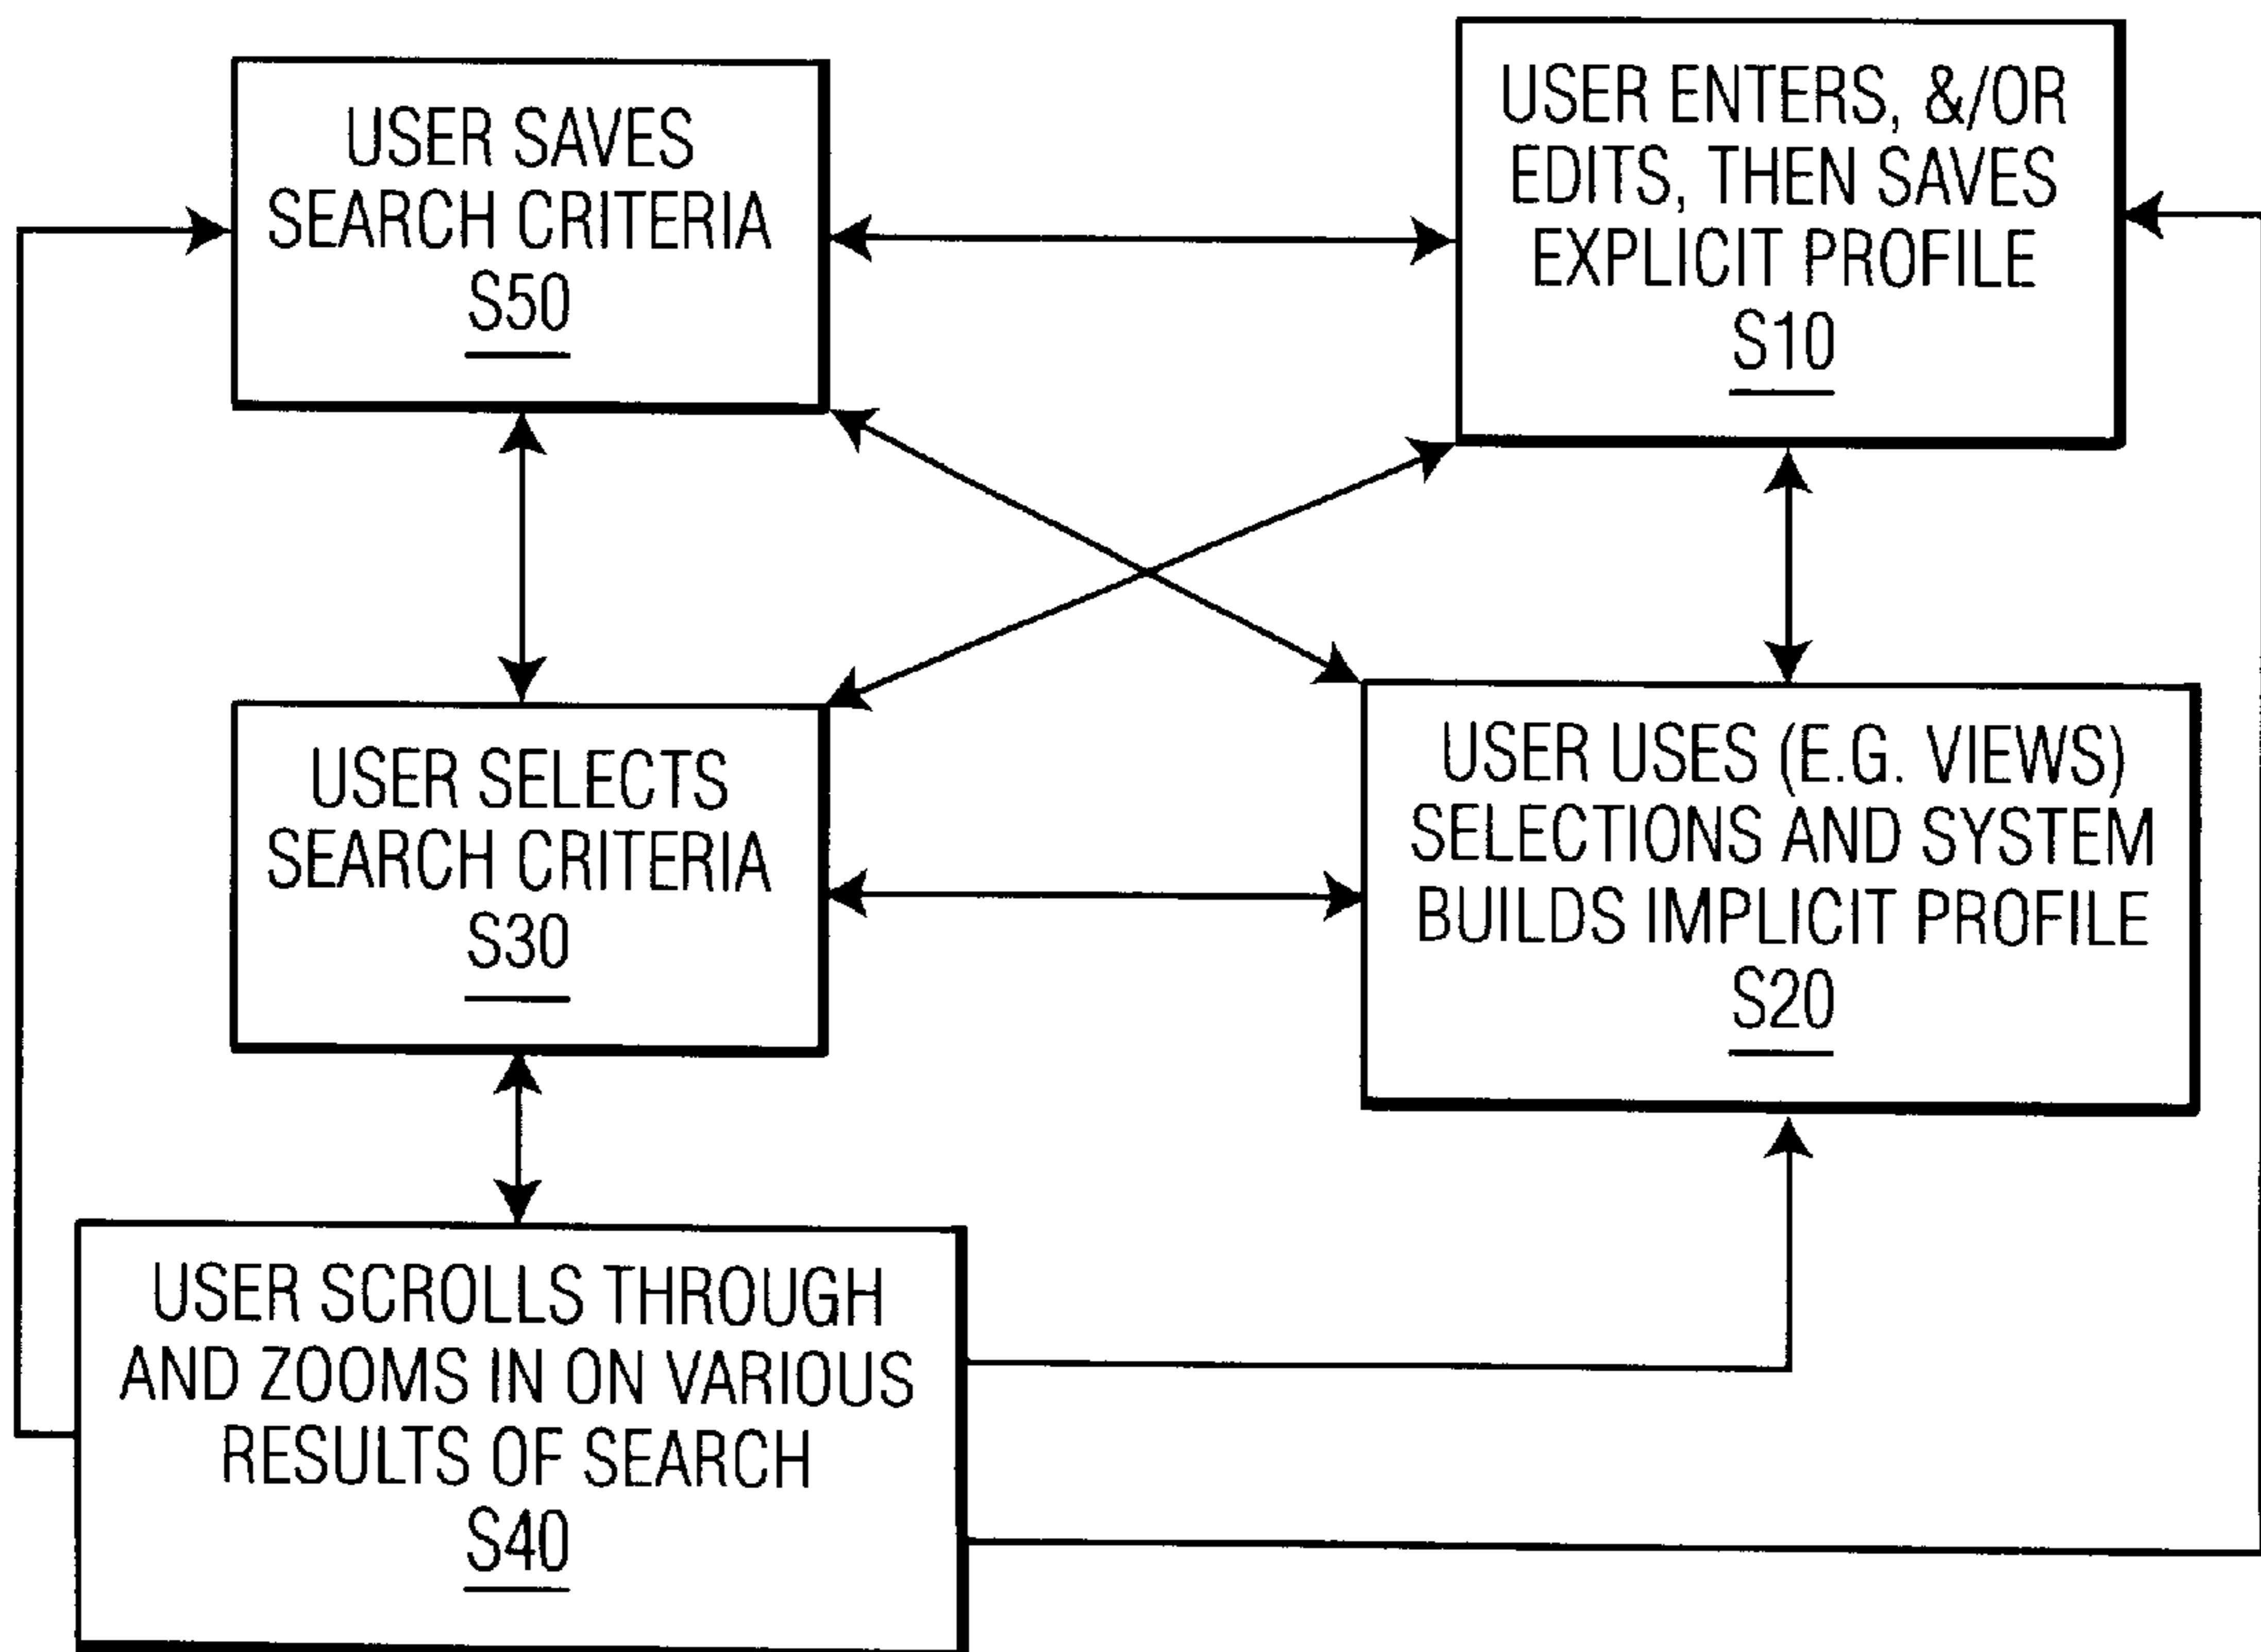 USER SAVES
SEARCH CRITERIA
S50
USER ENTERS, &/OR
EDITS, THEN SAVES
EXPLICIT PROFILE
S10
USER SELECTS
SEARCH CRITERIA
S30
USER USES (E.G. VIEWS)
SELECTIONS AND SYSTEM
BUILDS IMPLICIT PROFILE
S20
USER SCROLLS THROUGH
AND ZOOMS IN ON VARIOUS
RESULTS OF SEARCH
S40